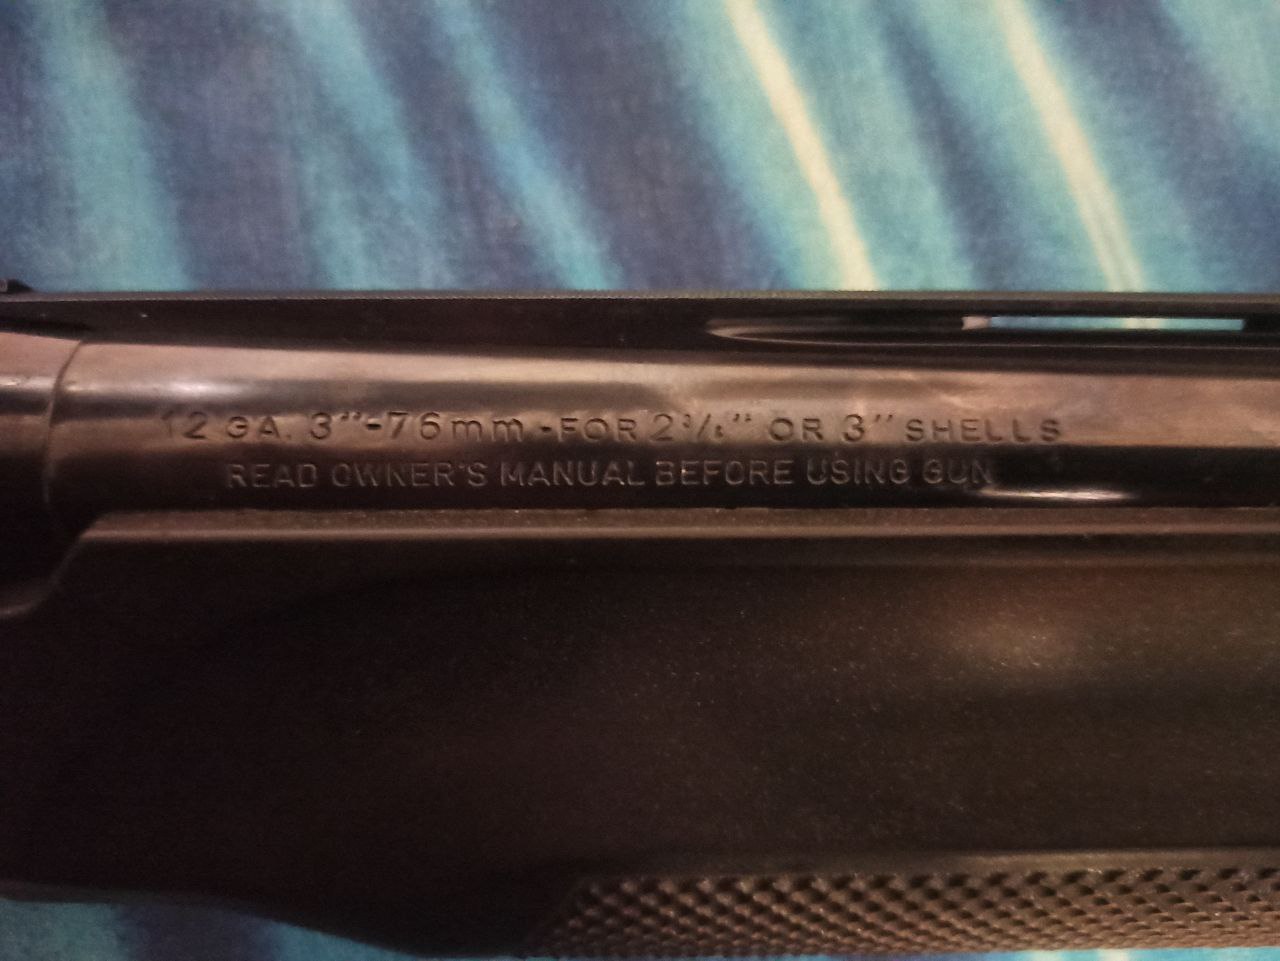 12 GA. 3"-76mm-FOR 2¾" OR 3" SHELLS
READ OWNER'S MANUAL BEFORE USING GUN